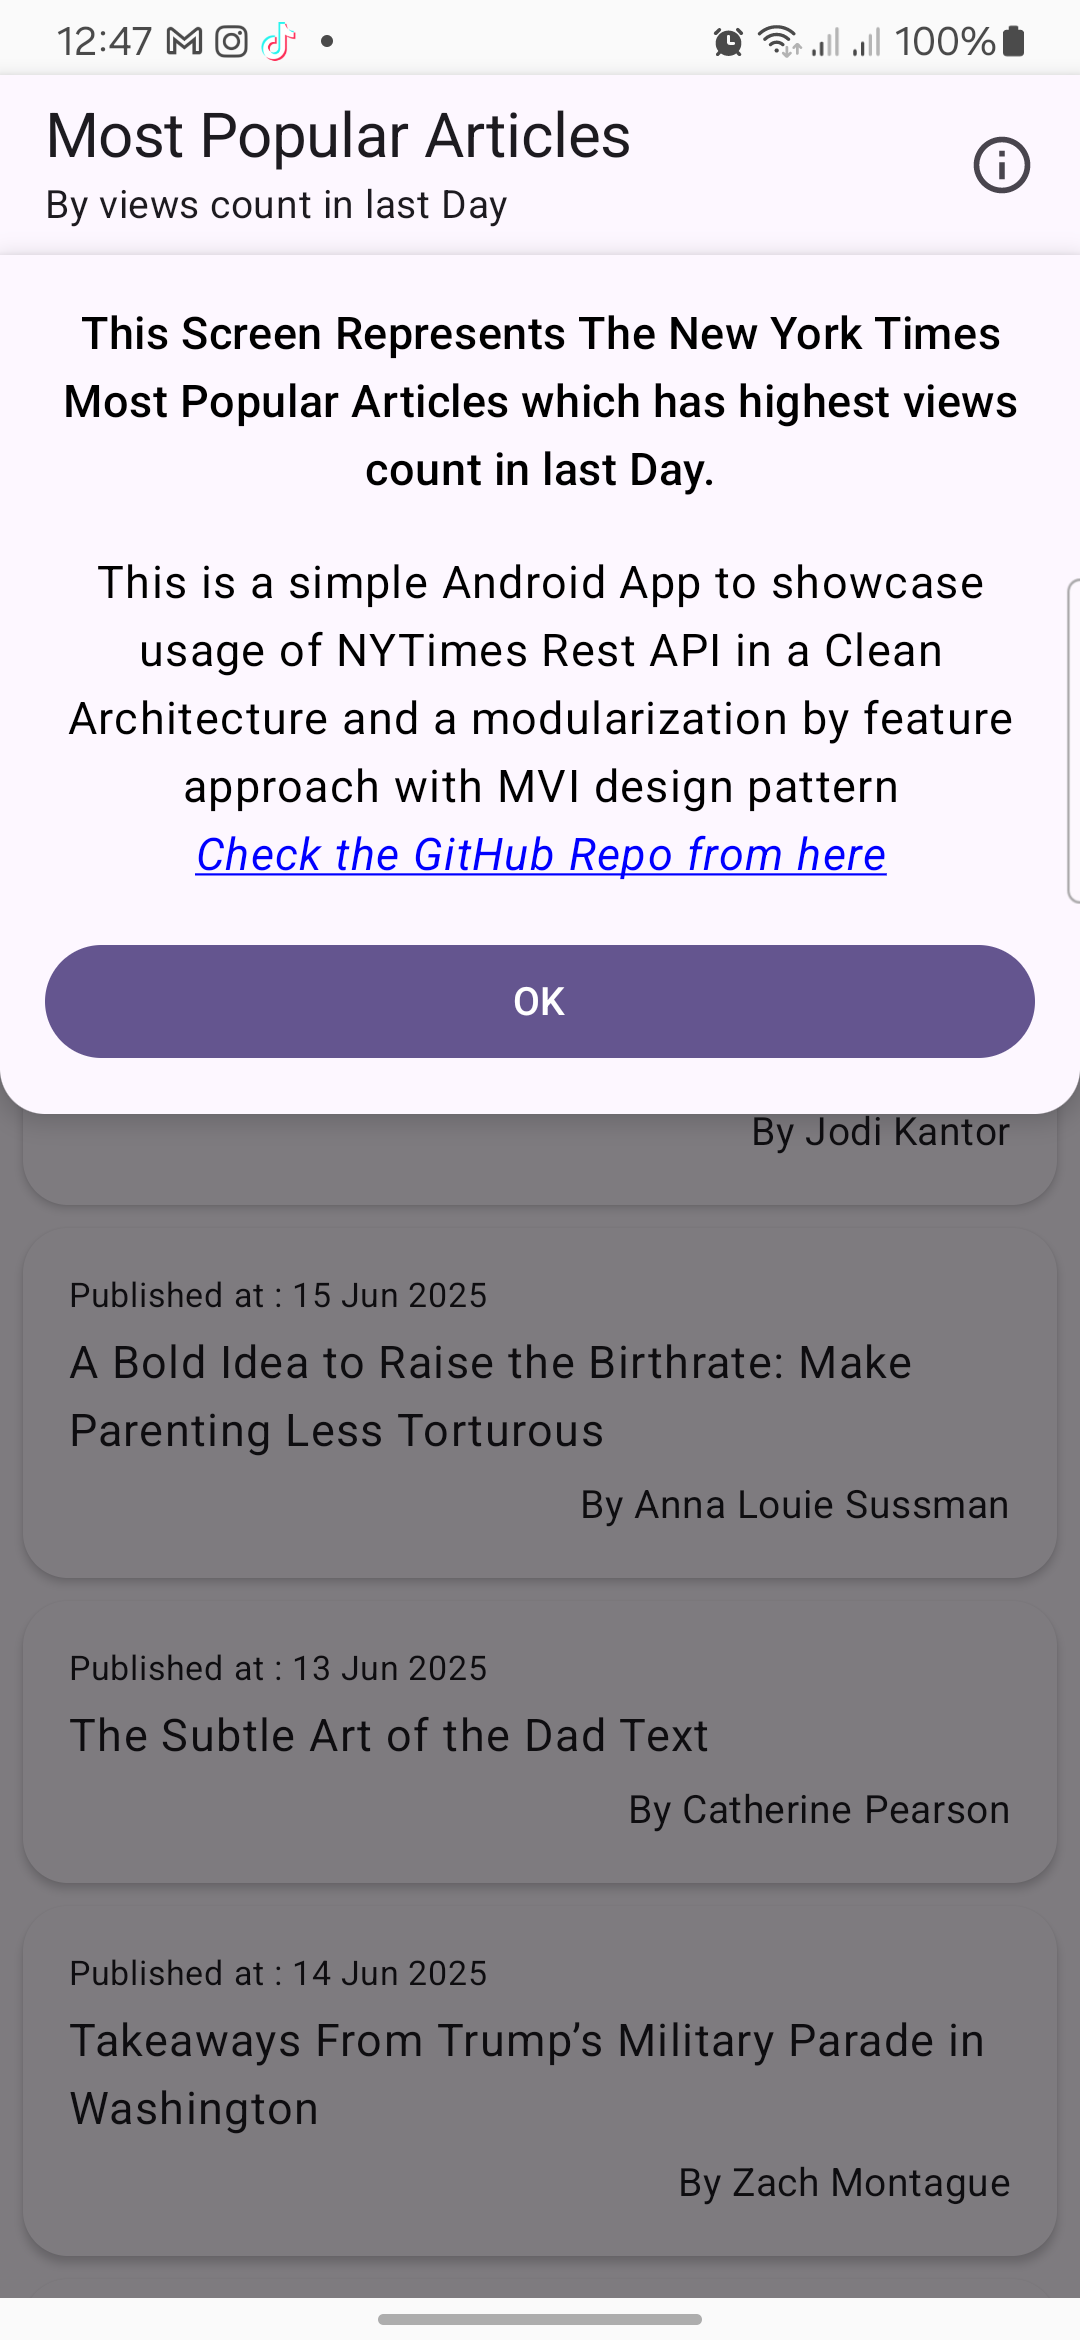 12:47
100%
Most Popular Articles
By views count in last Day
This Screen Represents The New York Times
Most Popular Articles which has highest views
count in last Day.
This is a simple Android App to showcase
usage of NYTimes Rest API in a Clean
Architecture and a modularization by feature
approach with MVI design pattern
Check the GitHub Repo from here
OK
By Jodi Kantor
Published at : 15 Jun 2025
A Bold Idea to Raise the Birthrate: Make
Parenting Less Torturous
By Anna Louie Sussman
Published at : 13 Jun 2025
The Subtle Art of the Dad Text
By Catherine Pearson
Published at : 14 Jun 2025
Takeaways From Trump’s Military Parade in
Washington
By Zach Montague